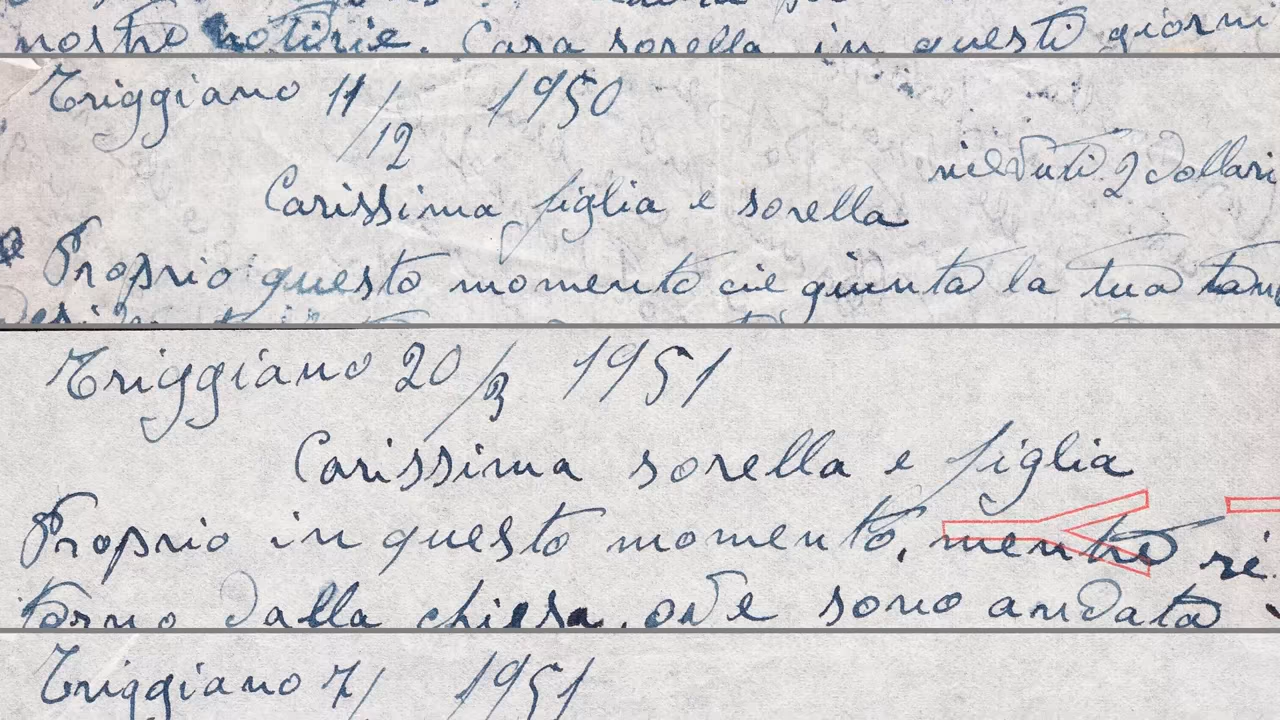 nostre notizie. Cara sorella in questi giorni
Triggiano 11/12 1950
ricevuti 2 dollari
Carissima figlia e sorella
Proprio questo momento ci è giunta la tua
Triggiano 20/3 1951
Carissima sorella e figlia
Proprio in questo momento, mentre ri
torno dalla chiesa, ove sono andata
Triggiano 7/ 1951